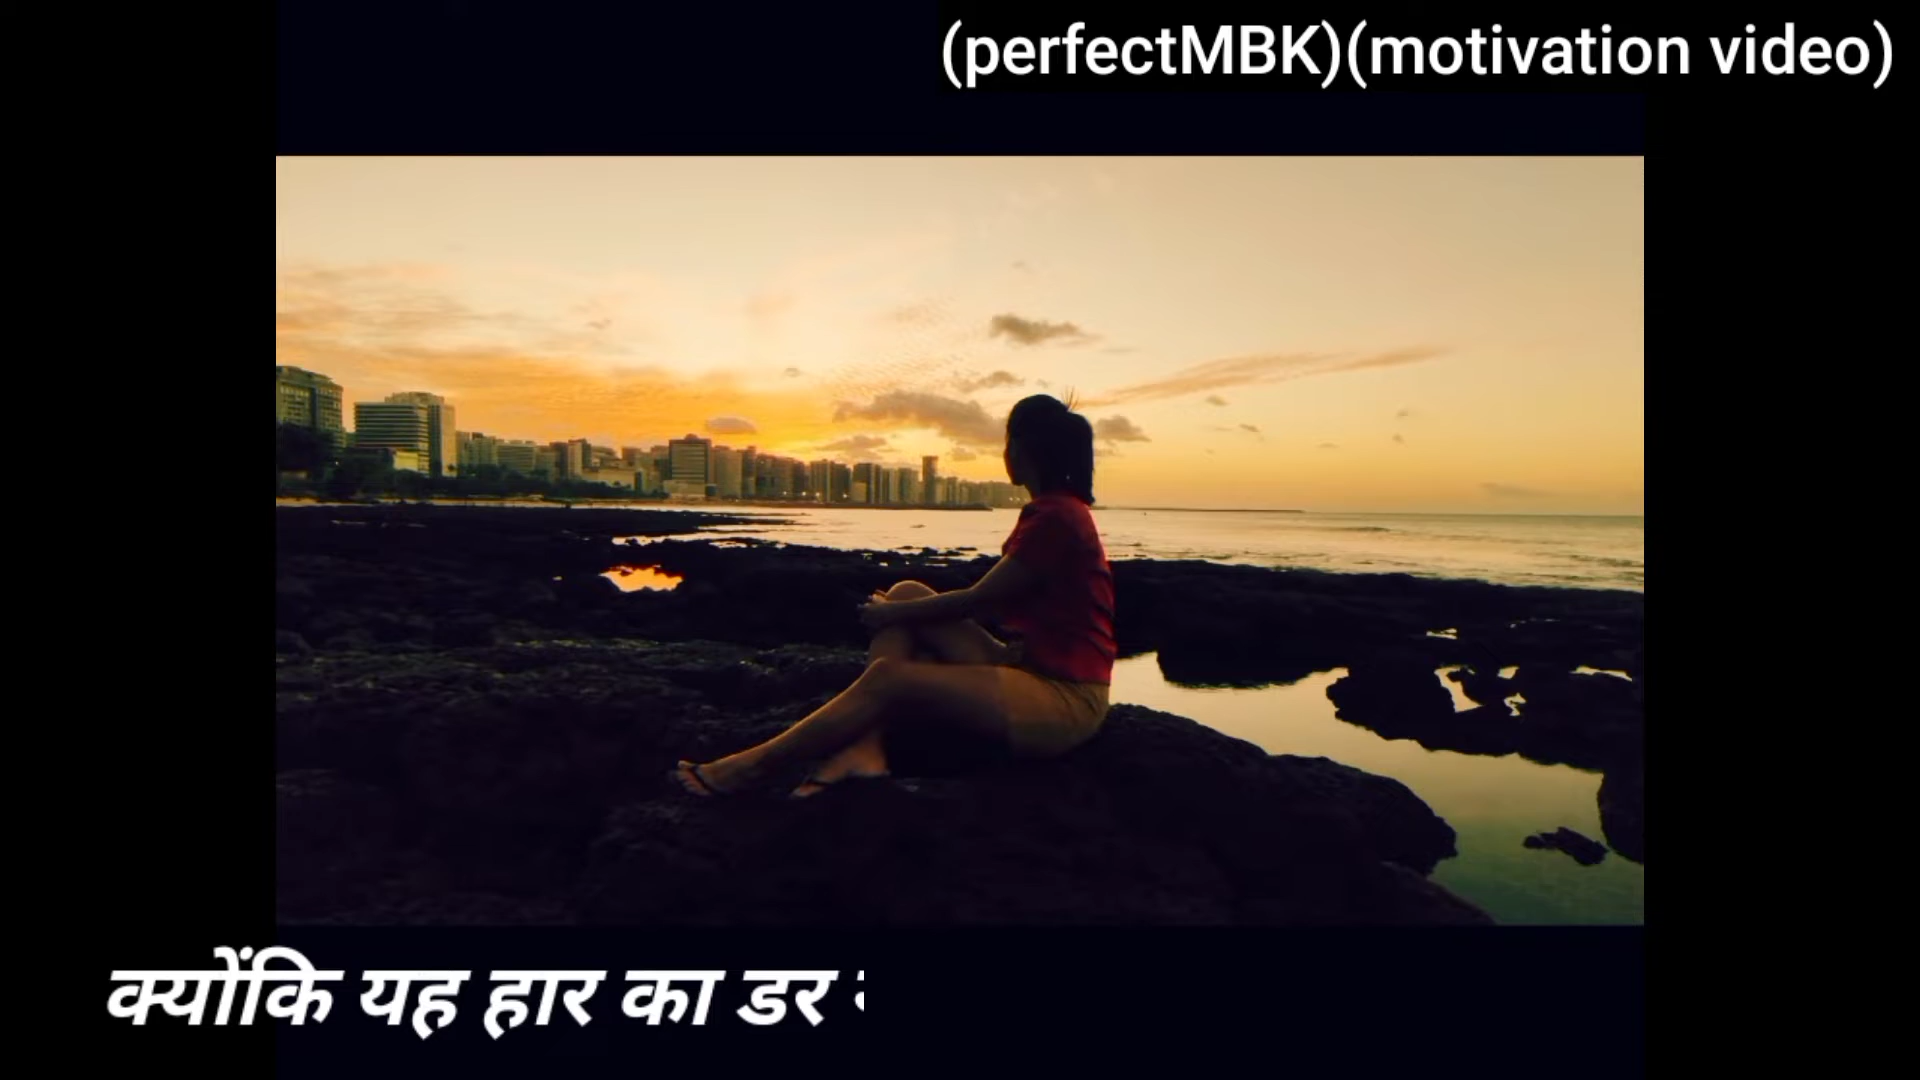 (perfectMBK)(motivation video)
क्योंकि यह हार का डर